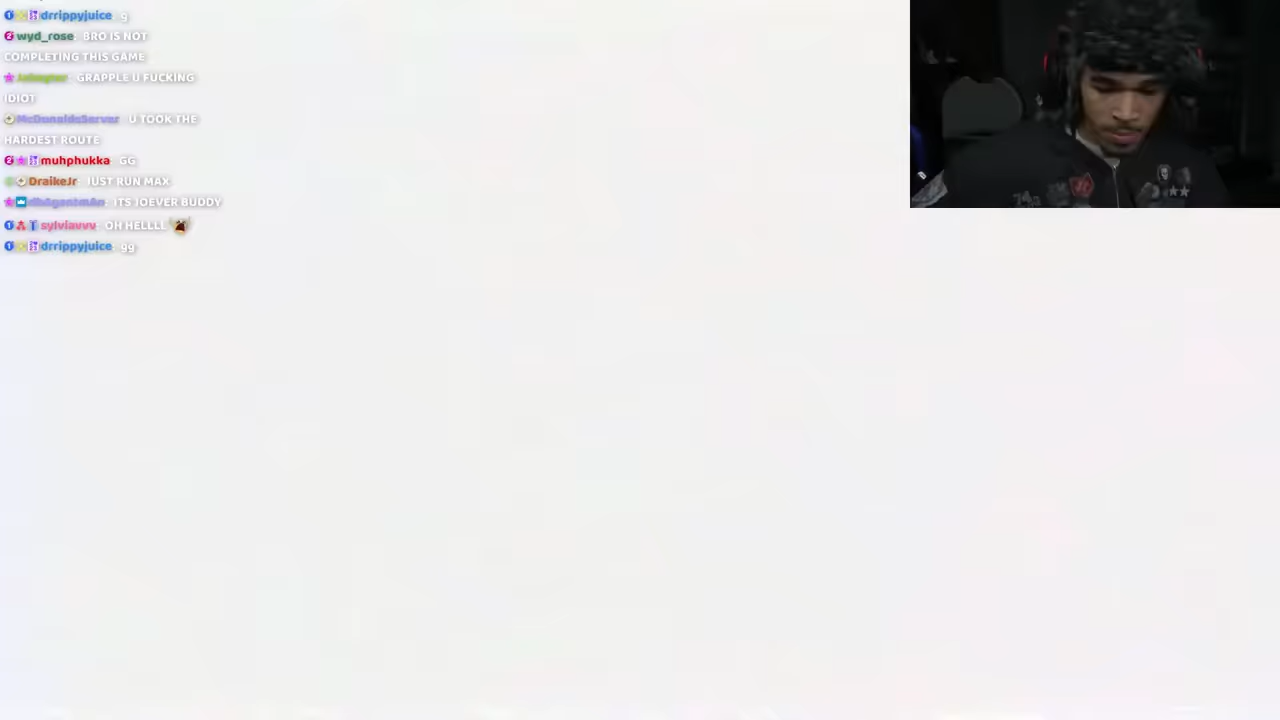 drrippyjuice: g
wyd_rose: BRO IS NOT
COMPLETING THIS GAME
GRAPPLE U FUCKING
IDIOT
McDonaldsServer: U TOOK THE
HARDEST ROUTE
muhphukka: GG
DraikeJr: JUST RUN MAX
ITS JOEVER BUDDY
sylviavvv: OH HELLLL
drrippyjuice: gg